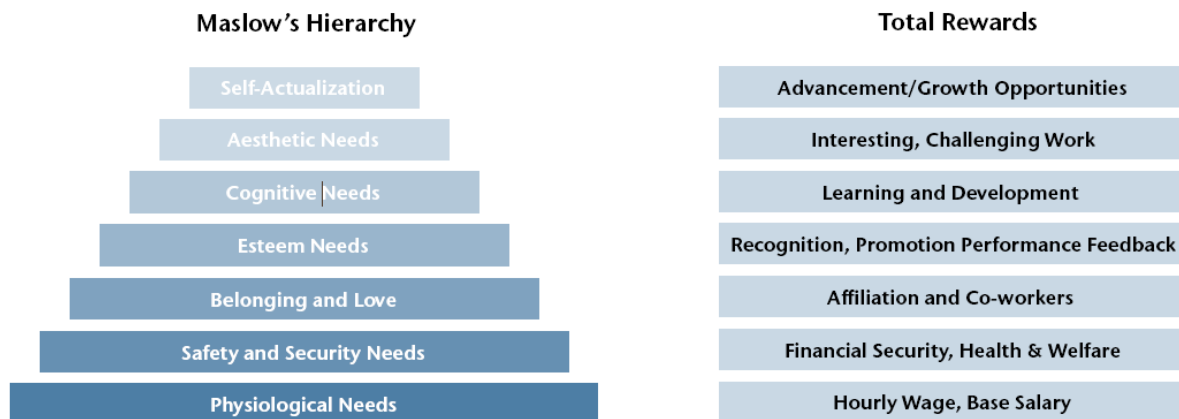 Maslow's Hierarchy
Total Rewards
Self-Actualization
Advancement/Growth Opportunities
Aesthetic Needs
Interesting, Challenging Work
Cognitive Needs
Learning and Development
Esteem Needs
Recognition, Promotion Performance Feedback
Belonging and Love
Affiliation and Co-workers
Safety and Security Needs
Financial Security, Health & Welfare
Physiological Needs
Hourly Wage, Base Salary